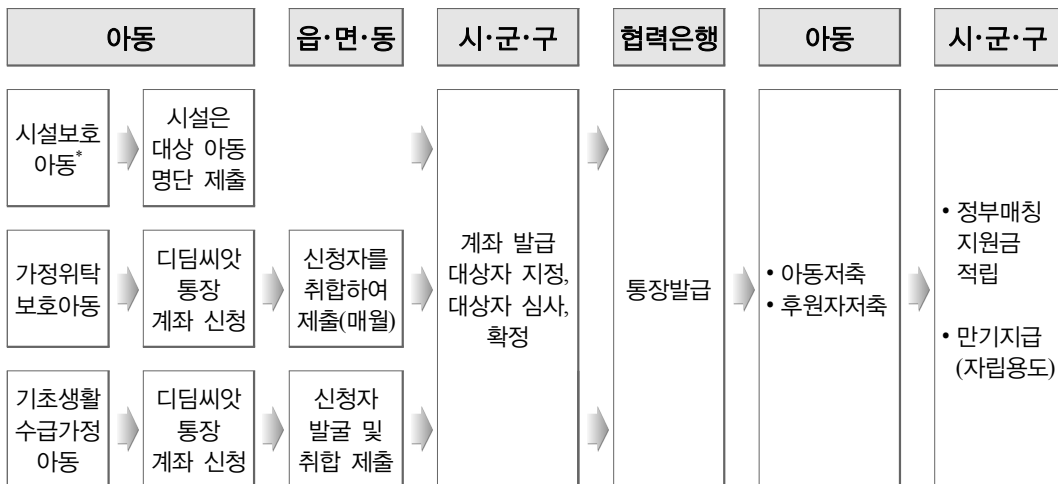 아동
읍·면·동
시·군·구
협력은행
아동
시·군·구
시설보호
아동*
시설은
대상 아동
명단 제출
가정위탁
보호아동
디딤씨앗
통장
계좌 신청
신청자를
취합하여
제출(매월)
기초생활
수급가정
아동
디딤씨앗
통장
계좌 신청
신청자
발굴 및
취합 제출
계좌 발급
대상자 지정,
대상자 심사,
확정
통장발급
• 아동저축
• 후원자저축
• 정부매칭
지원금
적립
• 만기지급
(자립용도)